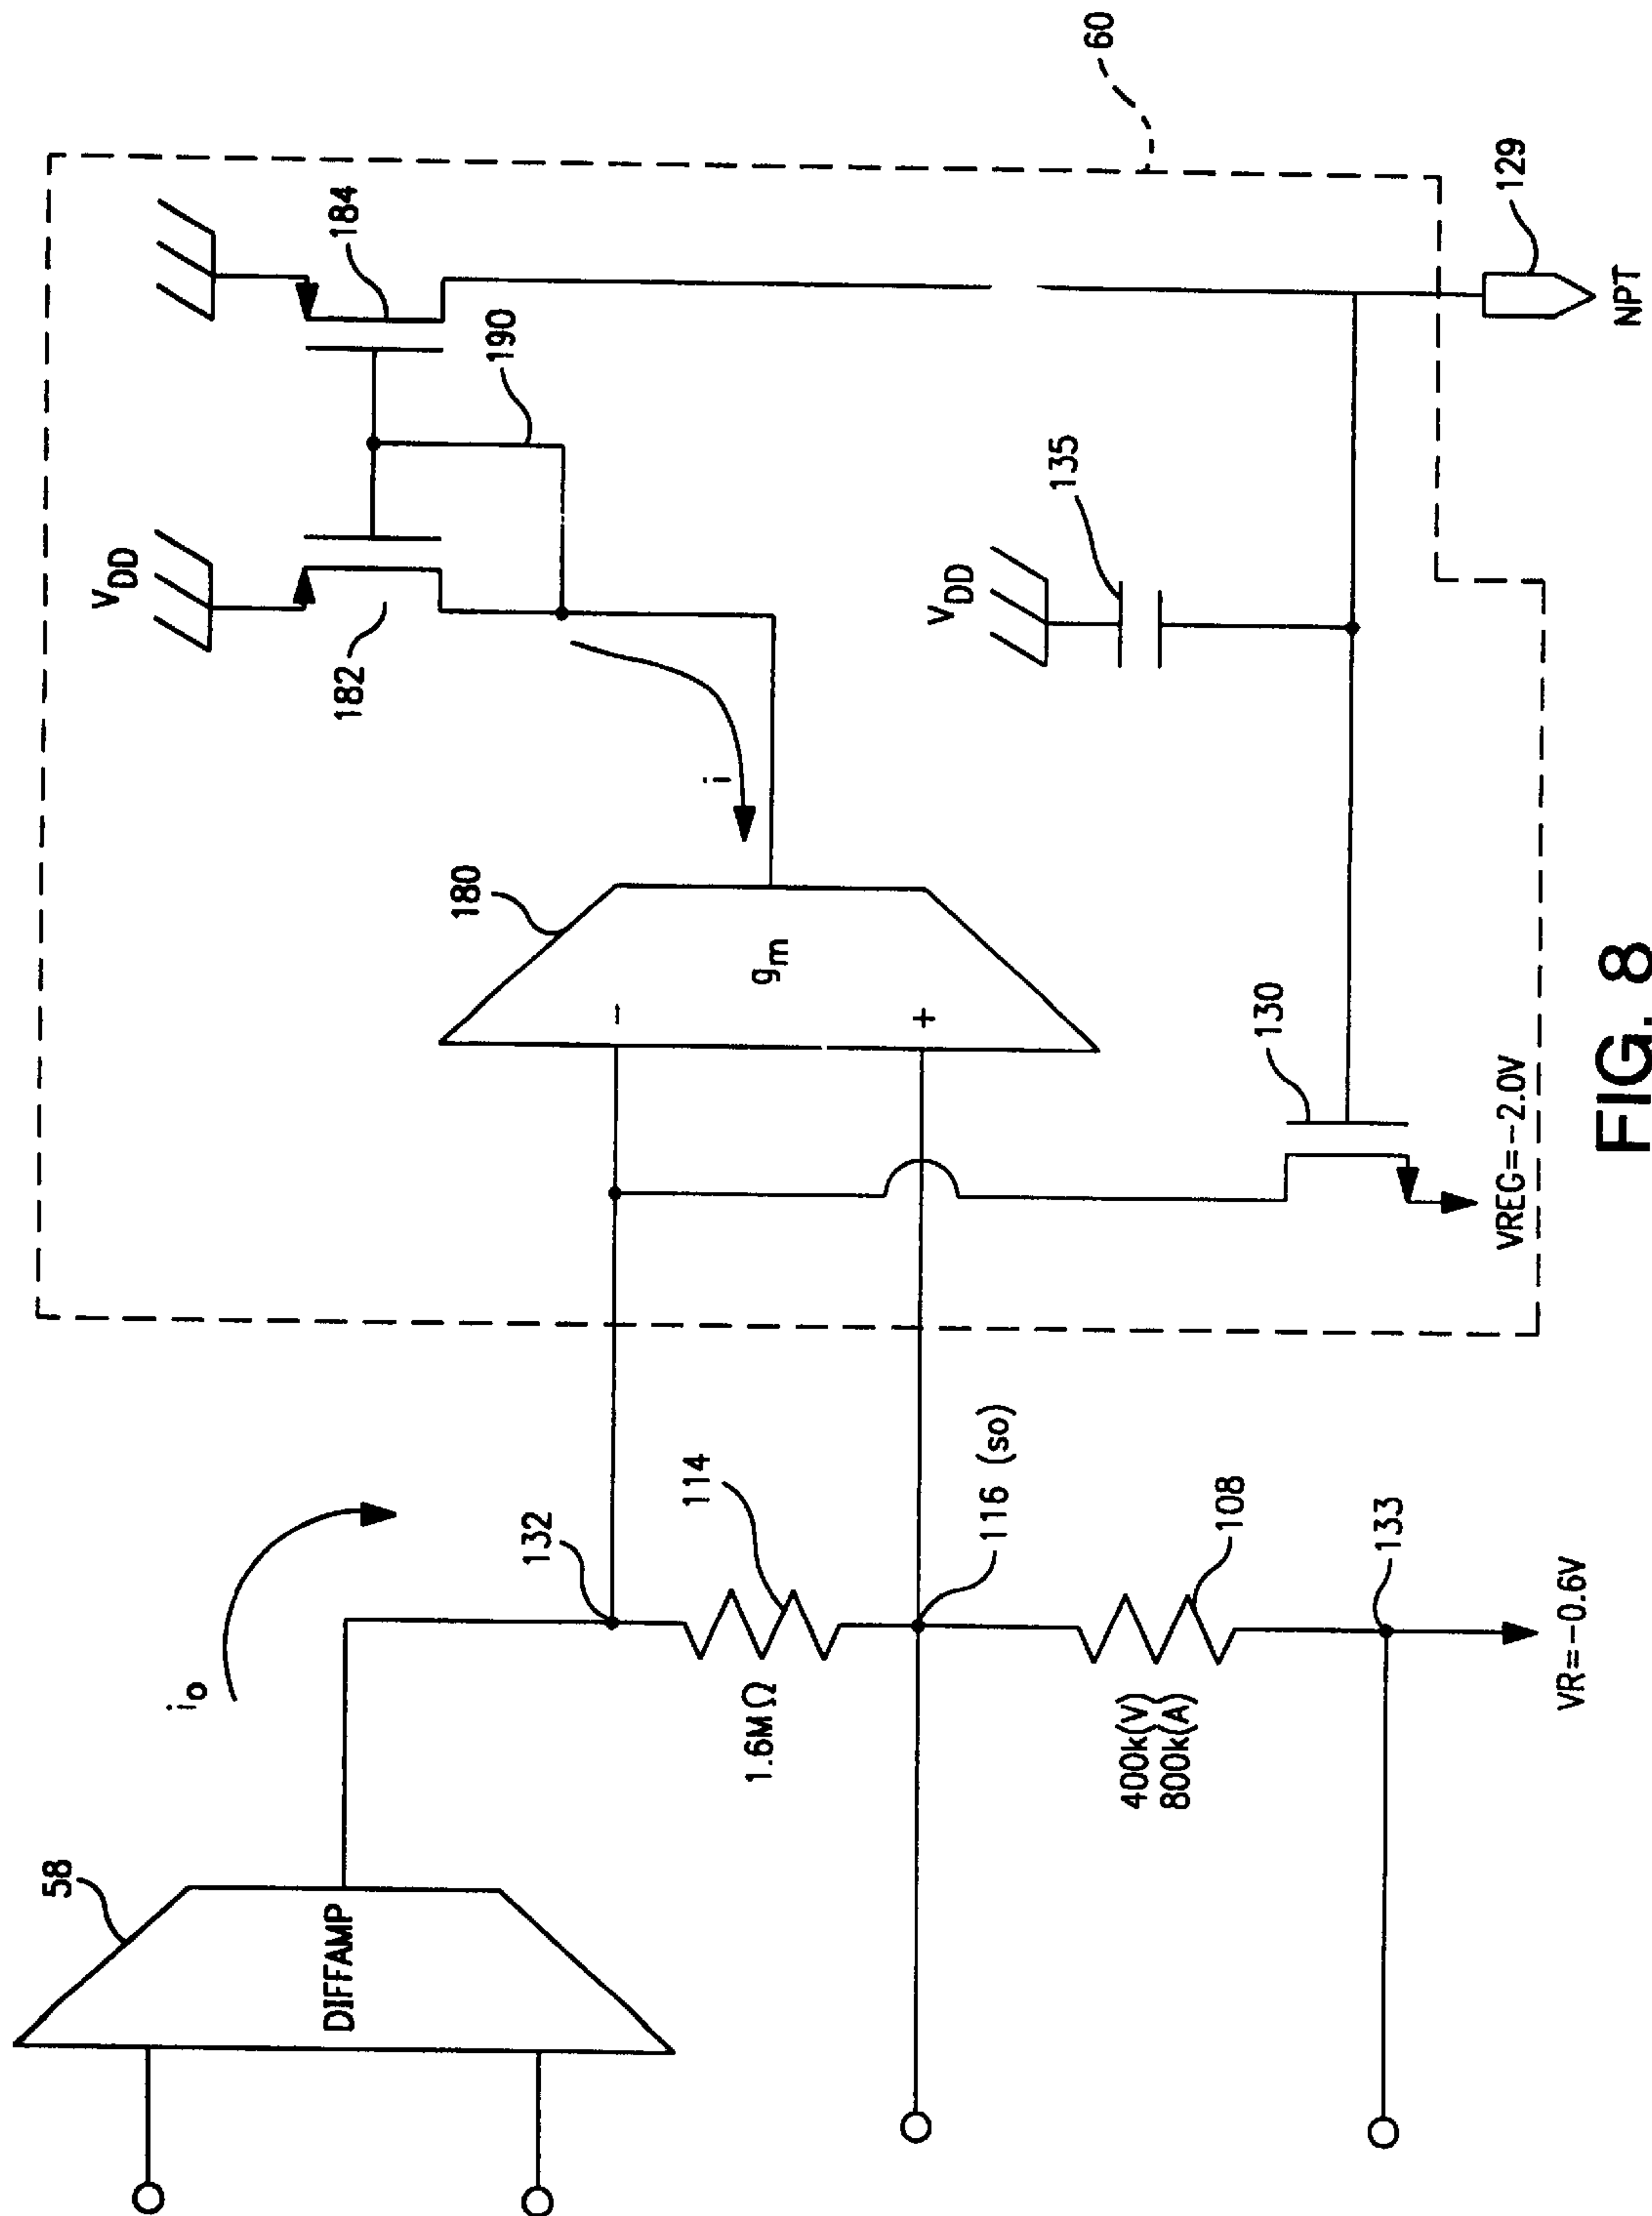 60
V_DD
184
182
190
i
180
g_m
−
+
V_DD
135
130
VREG=−2.0V
129
NPT
58
DIFFAMP
i_o
132
114
1.6MΩ
116 (so)
108
400k(V)
800k(A)
133
VR=−0.6V
FIG. 8